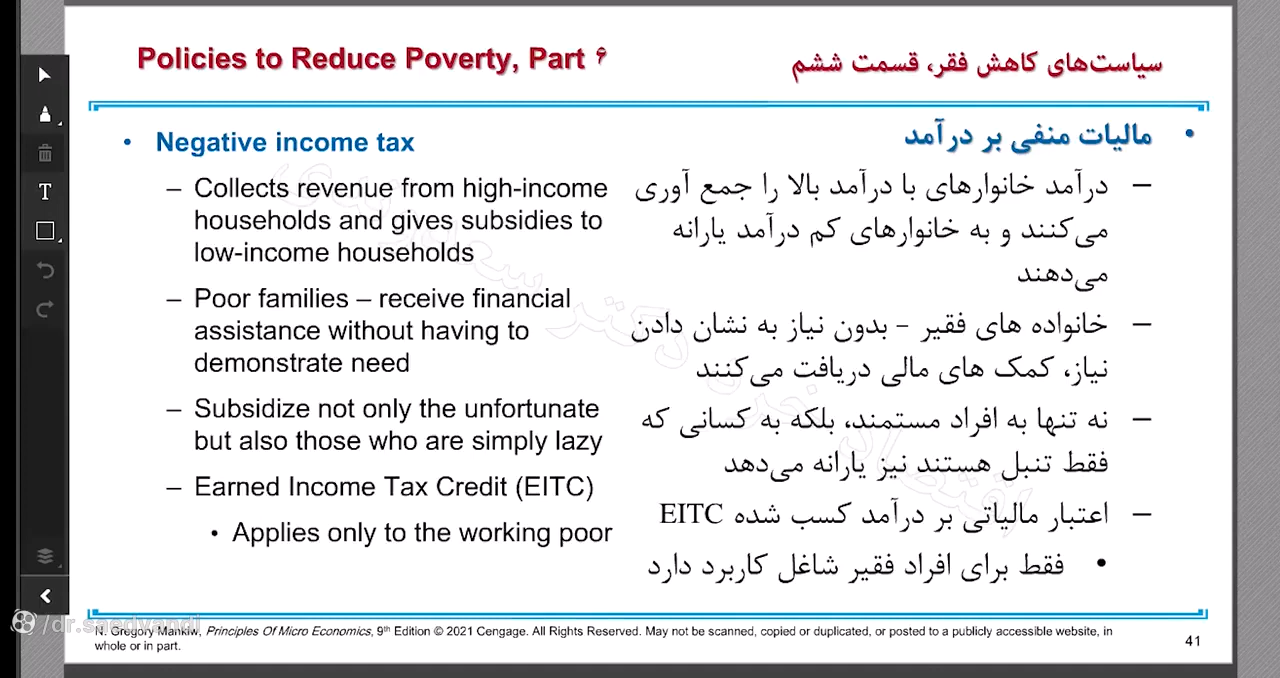 Policies to Reduce Poverty, Part ۶
سیاست‌های کاهش فقر، قسمت ششم
• Negative income tax
– Collects revenue from high-income
households and gives subsidies to
low-income households
– Poor families – receive financial
assistance without having to
demonstrate need
– Subsidize not only the unfortunate
but also those who are simply lazy
– Earned Income Tax Credit (EITC)
• Applies only to the working poor
• مالیات منفی بر درآمد
– درآمد خانوارهای با درآمد بالا را جمع آوری
می‌کنند و به خانوارهای کم درآمد یارانه
می‌دهند
– خانواده های فقیر – بدون نیاز به نشان دادن
نیاز، کمک های مالی دریافت می‌کنند
– نه تنها به افراد مستمند، بلکه به کسانی که
فقط تنبل هستند نیز یارانه می‌دهد
– اعتبار مالیاتی بر درآمد کسب شده EITC
• فقط برای افراد فقیر شاغل کاربرد دارد
اقتصاد خرد دکتر سعیدوندی
/dr.saedvandi
N. Gregory Mankiw, Principles Of Micro Economics, 9th Edition © 2021 Cengage. All Rights Reserved. May not be scanned, copied or duplicated, or posted to a publicly accessible website, in
whole or in part.
41
T